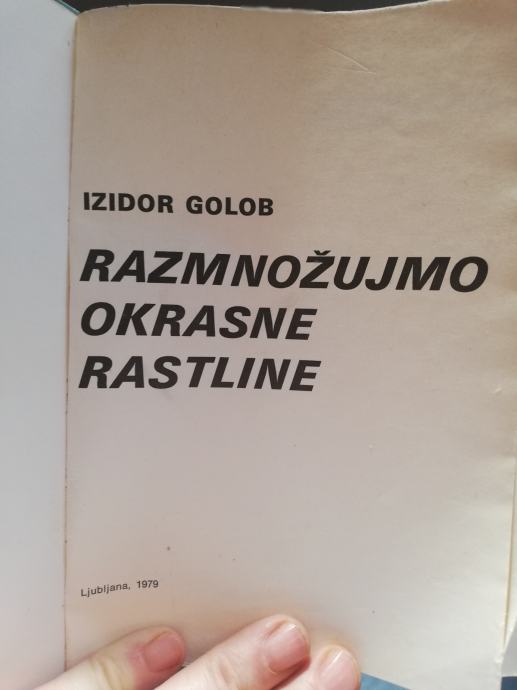 IZIDOR GOLOB
RAZMNOŽUJMO
OKRASNE
RASTLINE
Ljubljana, 1979